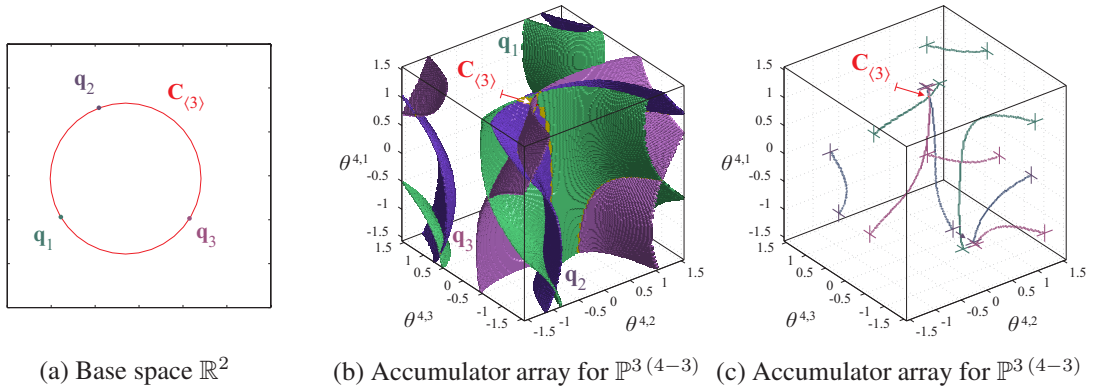 q₂
C⟨3⟩
q₁
q₃
(a) Base space ℝ²
q₁
C⟨3⟩
1.5
1
0.5
0
-0.5
-1
-1.5
θ⁴,¹
1.5
1
0.5
0
-0.5
-1
-1.5
θ⁴,³
-1.5
-1
-0.5
0
0.5
1
1.5
θ⁴,²
q₃
q₂
(b) Accumulator array for ℙ³ ⁽⁴⁻³⁾
C⟨3⟩
1.5
1
0.5
0
-0.5
-1
-1.5
θ⁴,¹
1.5
1
0.5
0
-0.5
-1
-1.5
θ⁴,³
-1.5
-1
-0.5
0
0.5
1
1.5
θ⁴,²
(c) Accumulator array for ℙ³ ⁽⁴⁻³⁾